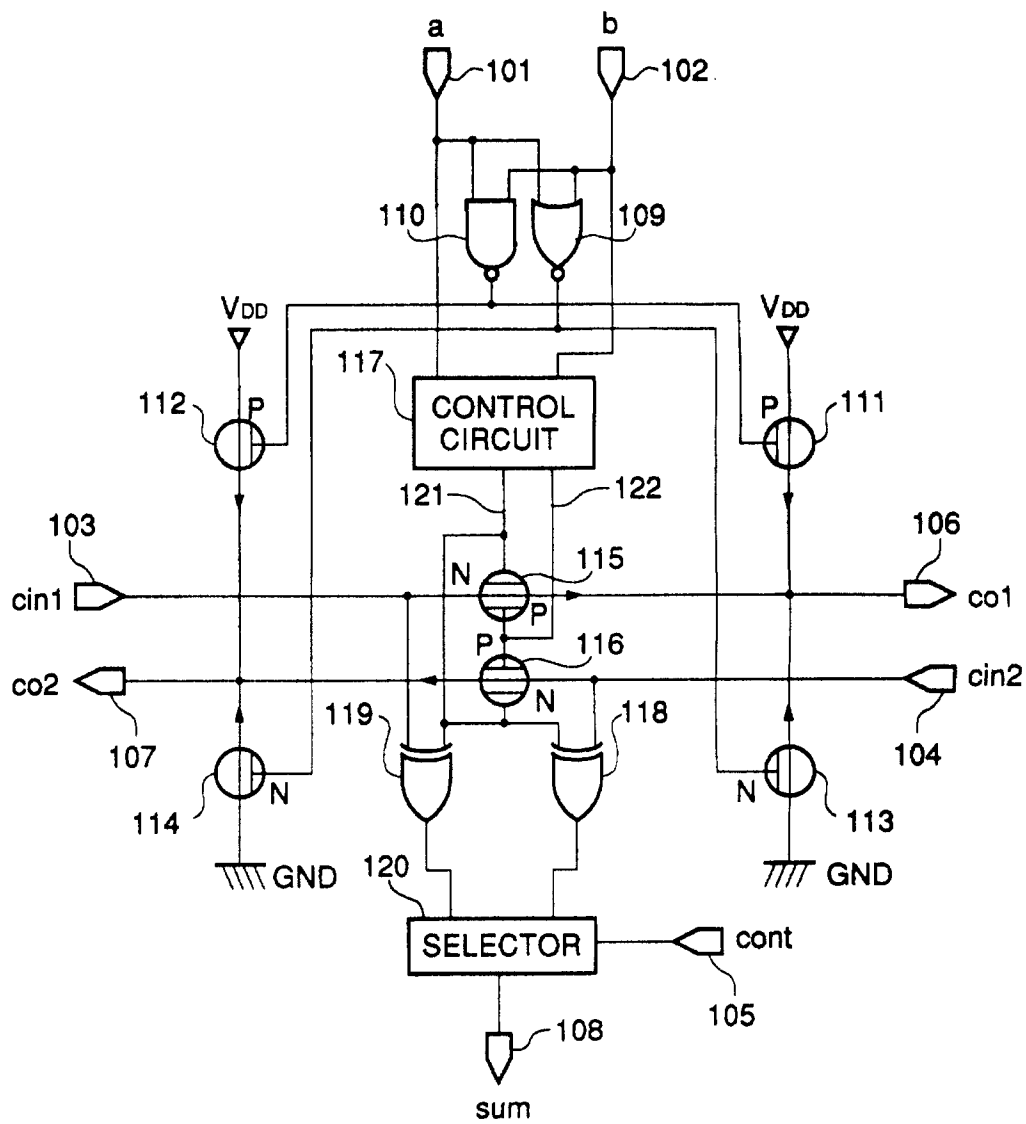 a b
101 102
110 109
VDD VDD
117
112 P CONTROL P 111
CIRCUIT
121 122
103 106
N 115
cin1 P co1
P 116
co2 N cin2
119 118
107 104
114 N N 113
GND GND
120
SELECTOR cont
105
108
sum